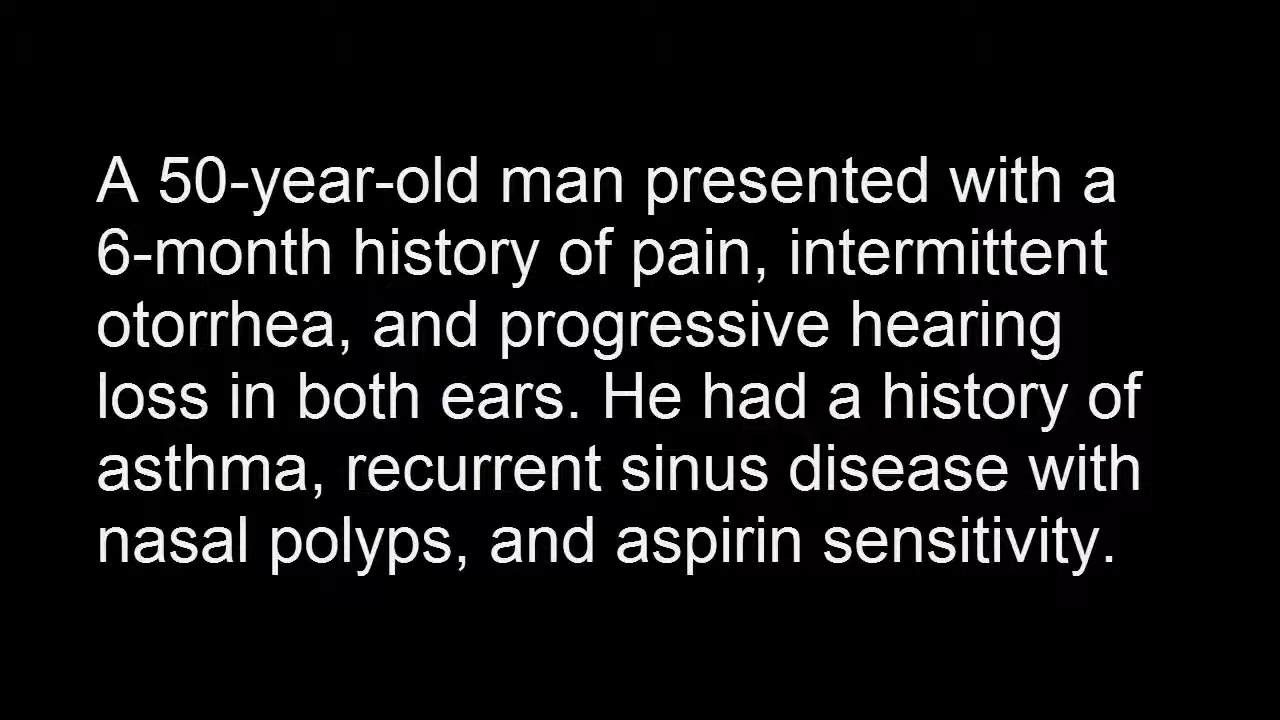 A 50-year-old man presented with a
6-month history of pain, intermittent
otorrhea, and progressive hearing
loss in both ears. He had a history of
asthma, recurrent sinus disease with
nasal polyps, and aspirin sensitivity.